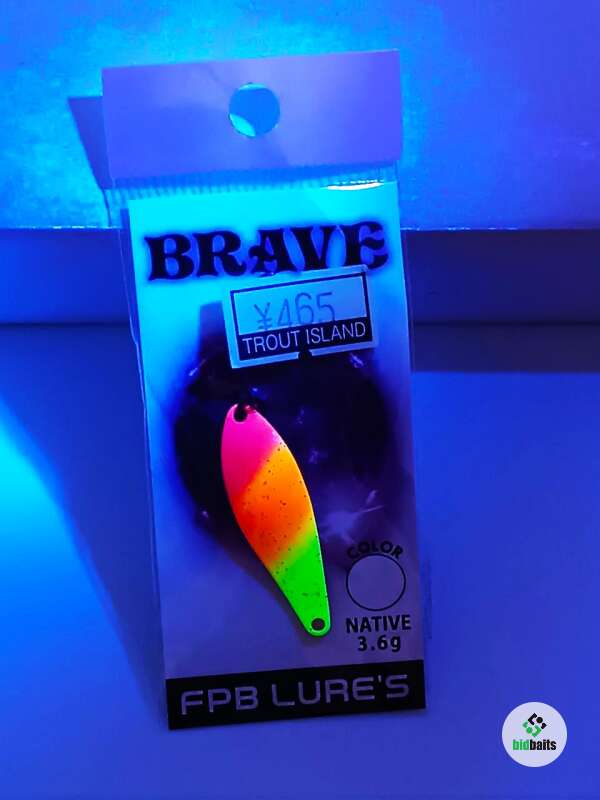 BRAVE
¥465
TROUT ISLAND
COLOR
NATIVE
3.6g
FPB LURE'S
bidbaits